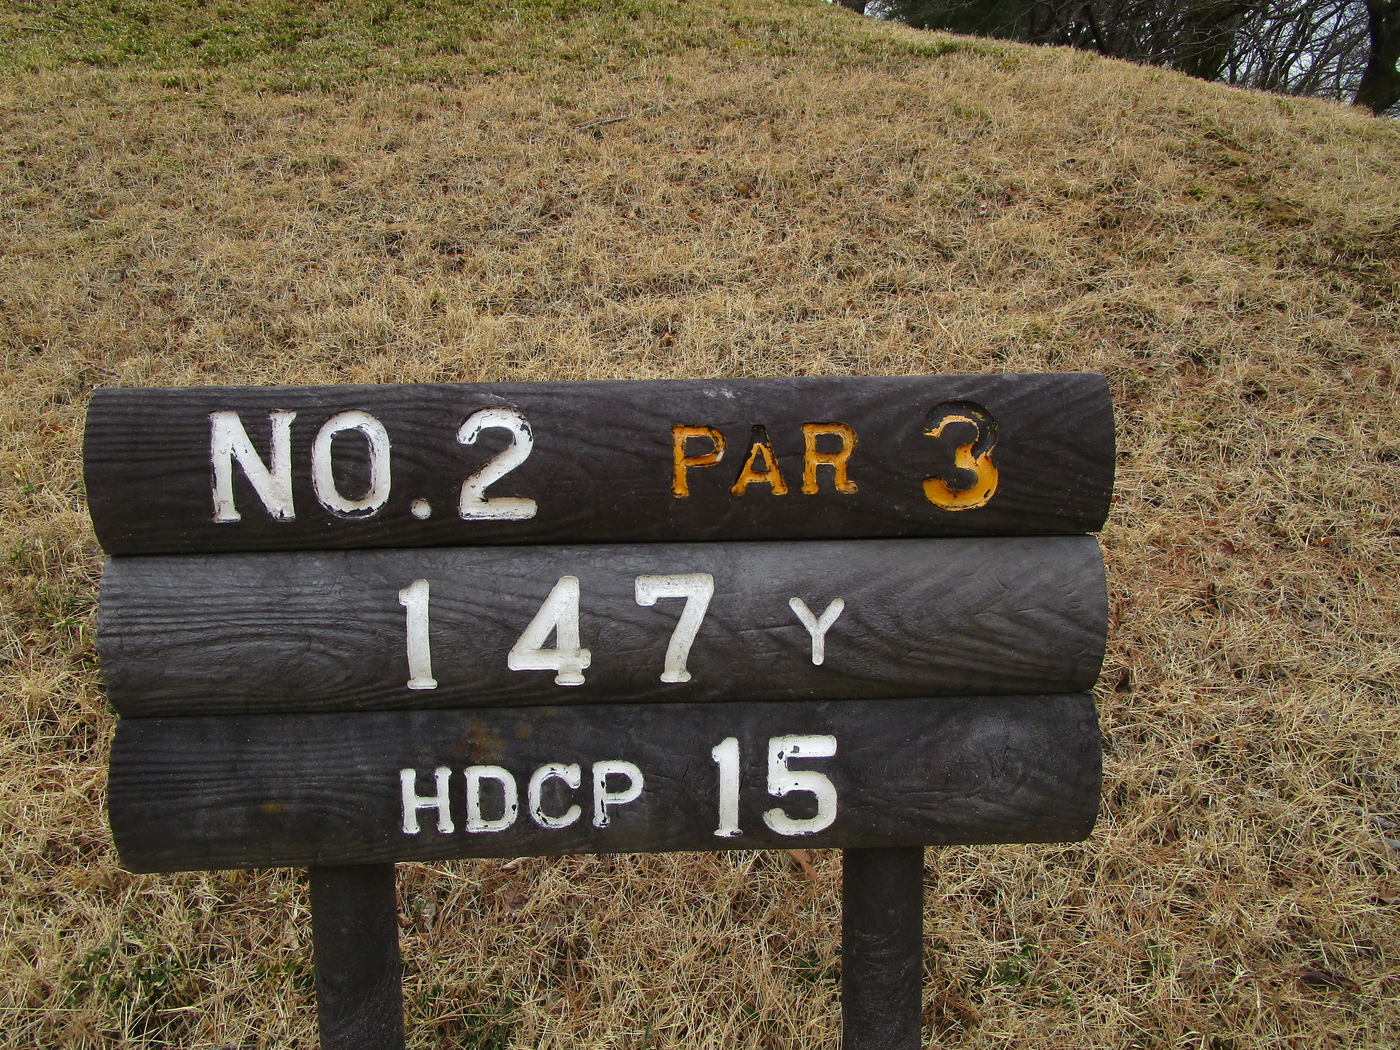 NO.2 PAR 3
147 Y
HDCP 15